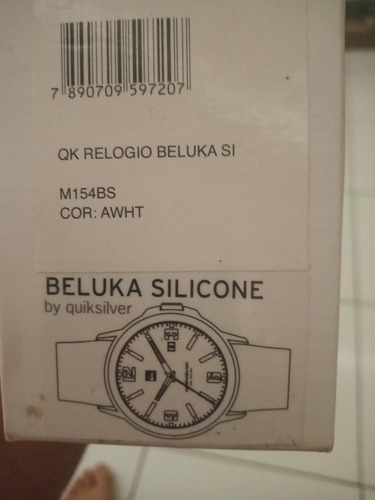 7 890709 597207
QK RELOGIO BELUKA SI
M154BS
COR: AWHT
BELUKA SILICONE
by quiksilver